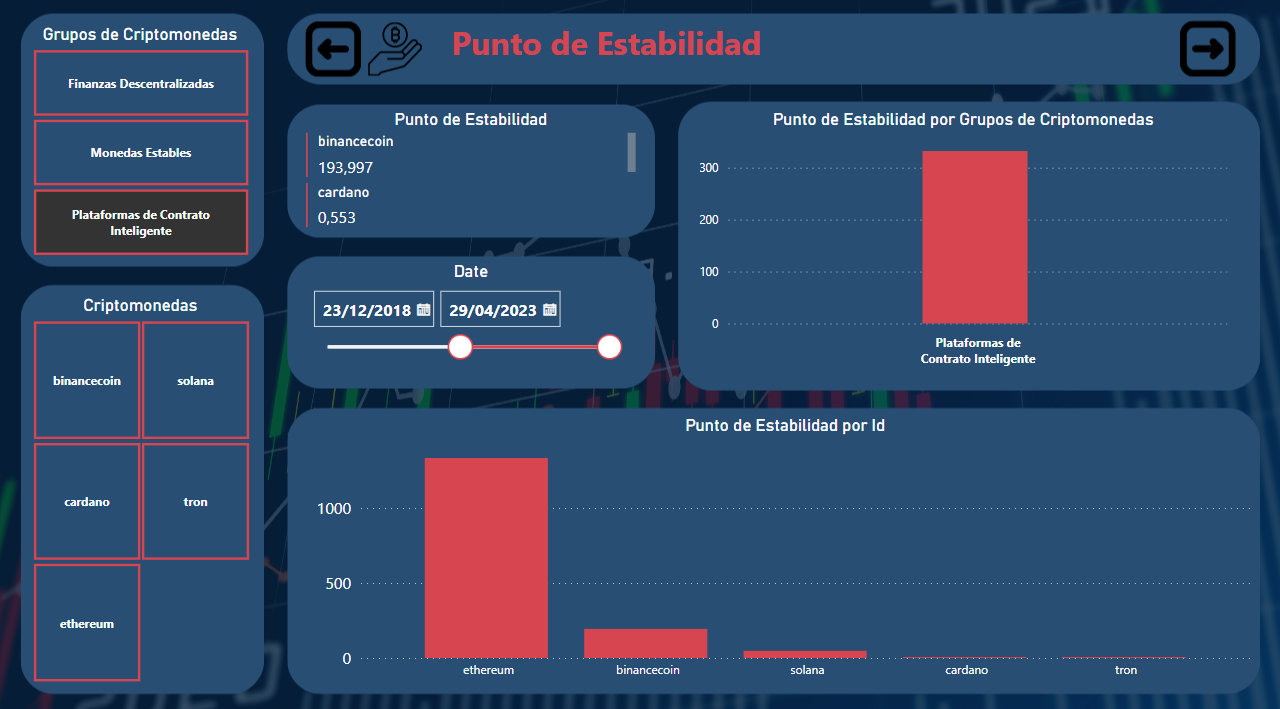 Grupos de Criptomonedas
Finanzas Descentralizadas
Monedas Estables
Plataformas de Contrato
Inteligente
Criptomonedas
binancecoin
solana
cardano
tron
ethereum
Punto de Estabilidad
Punto de Estabilidad
binancecoin
193,997
cardano
0,553
Date
23/12/2018
29/04/2023
Punto de Estabilidad por Grupos de Criptomonedas
300
200
100
0
Plataformas de
Contrato Inteligente
Punto de Estabilidad por Id
1000
500
0
ethereum
binancecoin
solana
cardano
tron